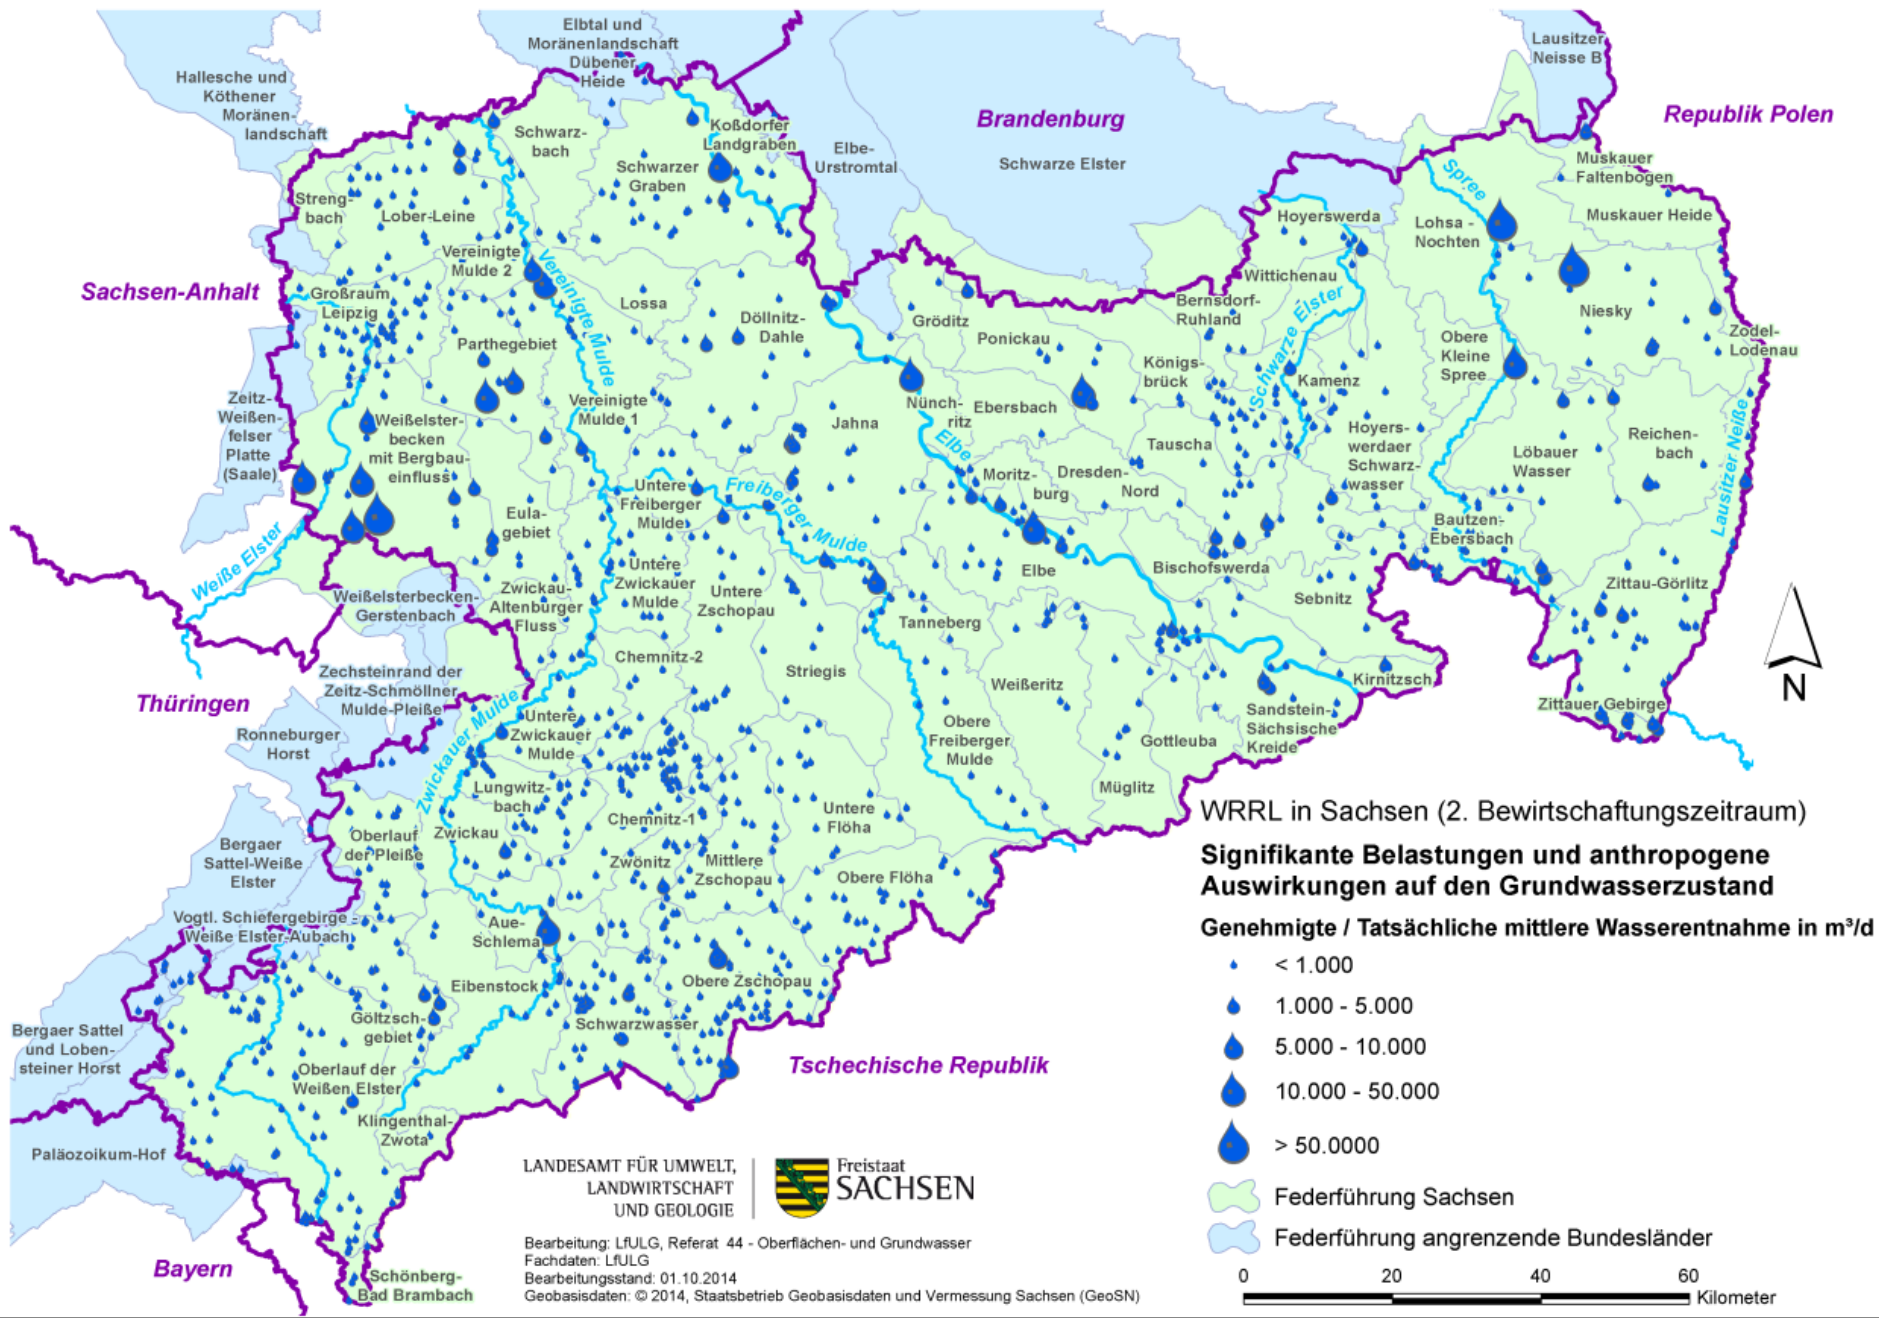 Elbtal und
Moränenlandschaft
Dübener
Heide
Lausitzer
Neisse B
Hallesche und
Köthener
Moränen-
landschaft
Brandenburg
Republik Polen
Schwarz-
bach
Koßdorfer
Landgraben
Elbe-
Urstromtal
Schwarze Elster
Schwarzer
Graben
Spree
Muskauer
Faltenbogen
Streng-
bach
Lober-Leine
Hoyerswerda
Lohsa -
Nochten
Muskauer Heide
Vereinigte
Mulde 2
Vereinigte Mulde
Wittichenau
Sachsen-Anhalt
Großraum
Leipzig
Lossa
Döllnitz-
Dahle
Gröditz
Ponickau
Bernsdorf-
Ruhland
Schwarze Elster
Niesky
Parthegebiet
Obere
Kleine
Spree
Zodel-
Lodenau
Königs-
brück
Kamenz
Zeitz-
Weißen-
felser
Platte
(Saale)
Weißelster-
becken
mit Bergbau-
einfluss
Vereinigte
Mulde 1
Jahna
Nünch-
ritz
Ebersbach
Tauscha
Hoyers-
werdaer
Schwarz-
wasser
Löbauer
Wasser
Reichen-
bach
Lausitzer Neiße
Elbe
Moritz-
burg
Dresden-
Nord
Untere
Freiberger
Mulde
Freiberger Mulde
Eula-
gebiet
Bautzen-
Ebersbach
Weiße Elster
Untere
Zwickauer
Mulde
Untere
Zschopau
Elbe
Bischofswerda
Sebnitz
Zittau-Görlitz
Weißelsterbecken-
Gerstenbach
Zwickau-
Altenburger
Fluss
Tanneberg
Chemnitz-2
Striegis
Weißeritz
Kirnitzsch
Zechsteinrand der
Zeitz-Schmöllner
Mulde-Pleiße
Thüringen
N
Zittauer Gebirge
Ronneburger
Horst
Zwickauer Mulde
Untere
Zwickauer
Mulde
Obere
Freiberger
Mulde
Gottleuba
Sandstein-
Sächsische
Kreide
Lungwitz-
bach
Müglitz
Chemnitz-1
Untere
Flöha
Oberlauf
der Pleiße
Zwickau
Bergaer
Sattel-Weiße
Elster
Zwönitz
Mittlere
Zschopau
Obere Flöha
Vogtl. Schiefergebirge -
Weiße Elster-Aubach
Aue-
Schlema
Eibenstock
Obere Zschopau
Göltzsch-
gebiet
Schwarzwasser
Bergaer Sattel
und Loben-
steiner Horst
Oberlauf der
Weißen Elster
Tschechische Republik
Klingenthal-
Zwota
Paläozoikum-Hof
Bayern
Schönberg-
Bad Brambach
WRRL in Sachsen (2. Bewirtschaftungszeitraum)
Signifikante Belastungen und anthropogene
Auswirkungen auf den Grundwasserzustand
Genehmigte / Tatsächliche mittlere Wasserentnahme in m³/d
< 1.000
1.000 - 5.000
5.000 - 10.000
10.000 - 50.000
> 50.0000
Federführung Sachsen
Federführung angrenzende Bundesländer
0 20 40 60
Kilometer
LANDESAMT FÜR UMWELT,
LANDWIRTSCHAFT
UND GEOLOGIE
Freistaat
SACHSEN
Bearbeitung: LfULG, Referat 44 - Oberflächen- und Grundwasser
Fachdaten: LfULG
Bearbeitungsstand: 01.10.2014
Geobasisdaten: © 2014, Staatsbetrieb Geobasisdaten und Vermessung Sachsen (GeoSN)